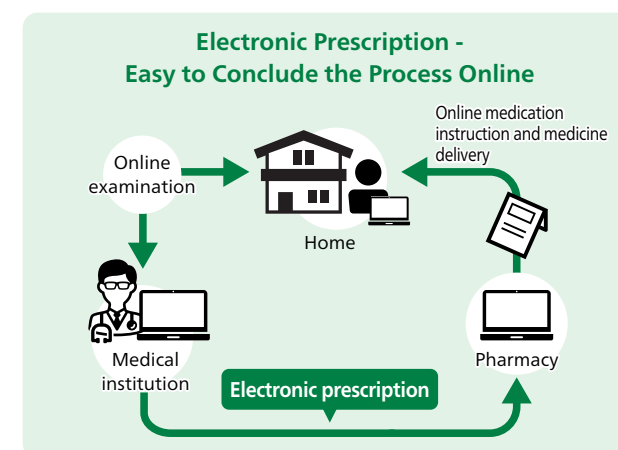 Electronic Prescription -
Easy to Conclude the Process Online
Online medication
instruction and medicine
delivery
Online
examination
Home
Medical
institution
Pharmacy
Electronic prescription